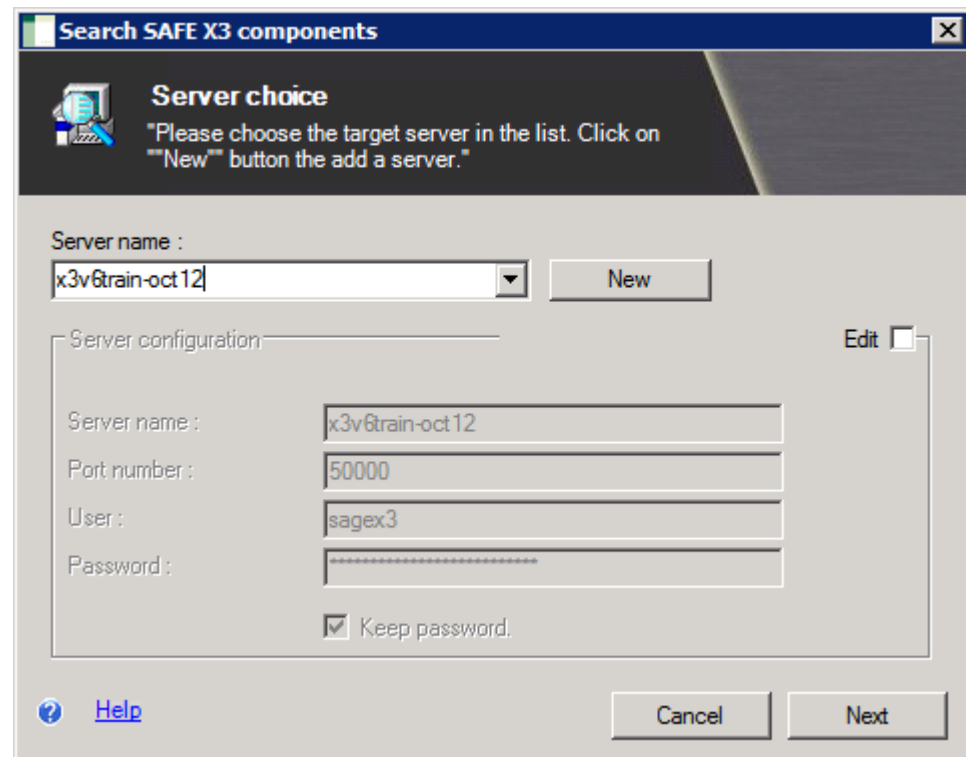 Search SAFE X3 components
Server choice
"Please choose the target server in the list. Click on
""New"" button the add a server."
Server name :
x3v6train-oct12
New
Server configuration
Edit
Server name :
x3v6train-oct12
Port number :
50000
User :
sagex3
Password :
**************************
Keep password.
Help
Cancel
Next